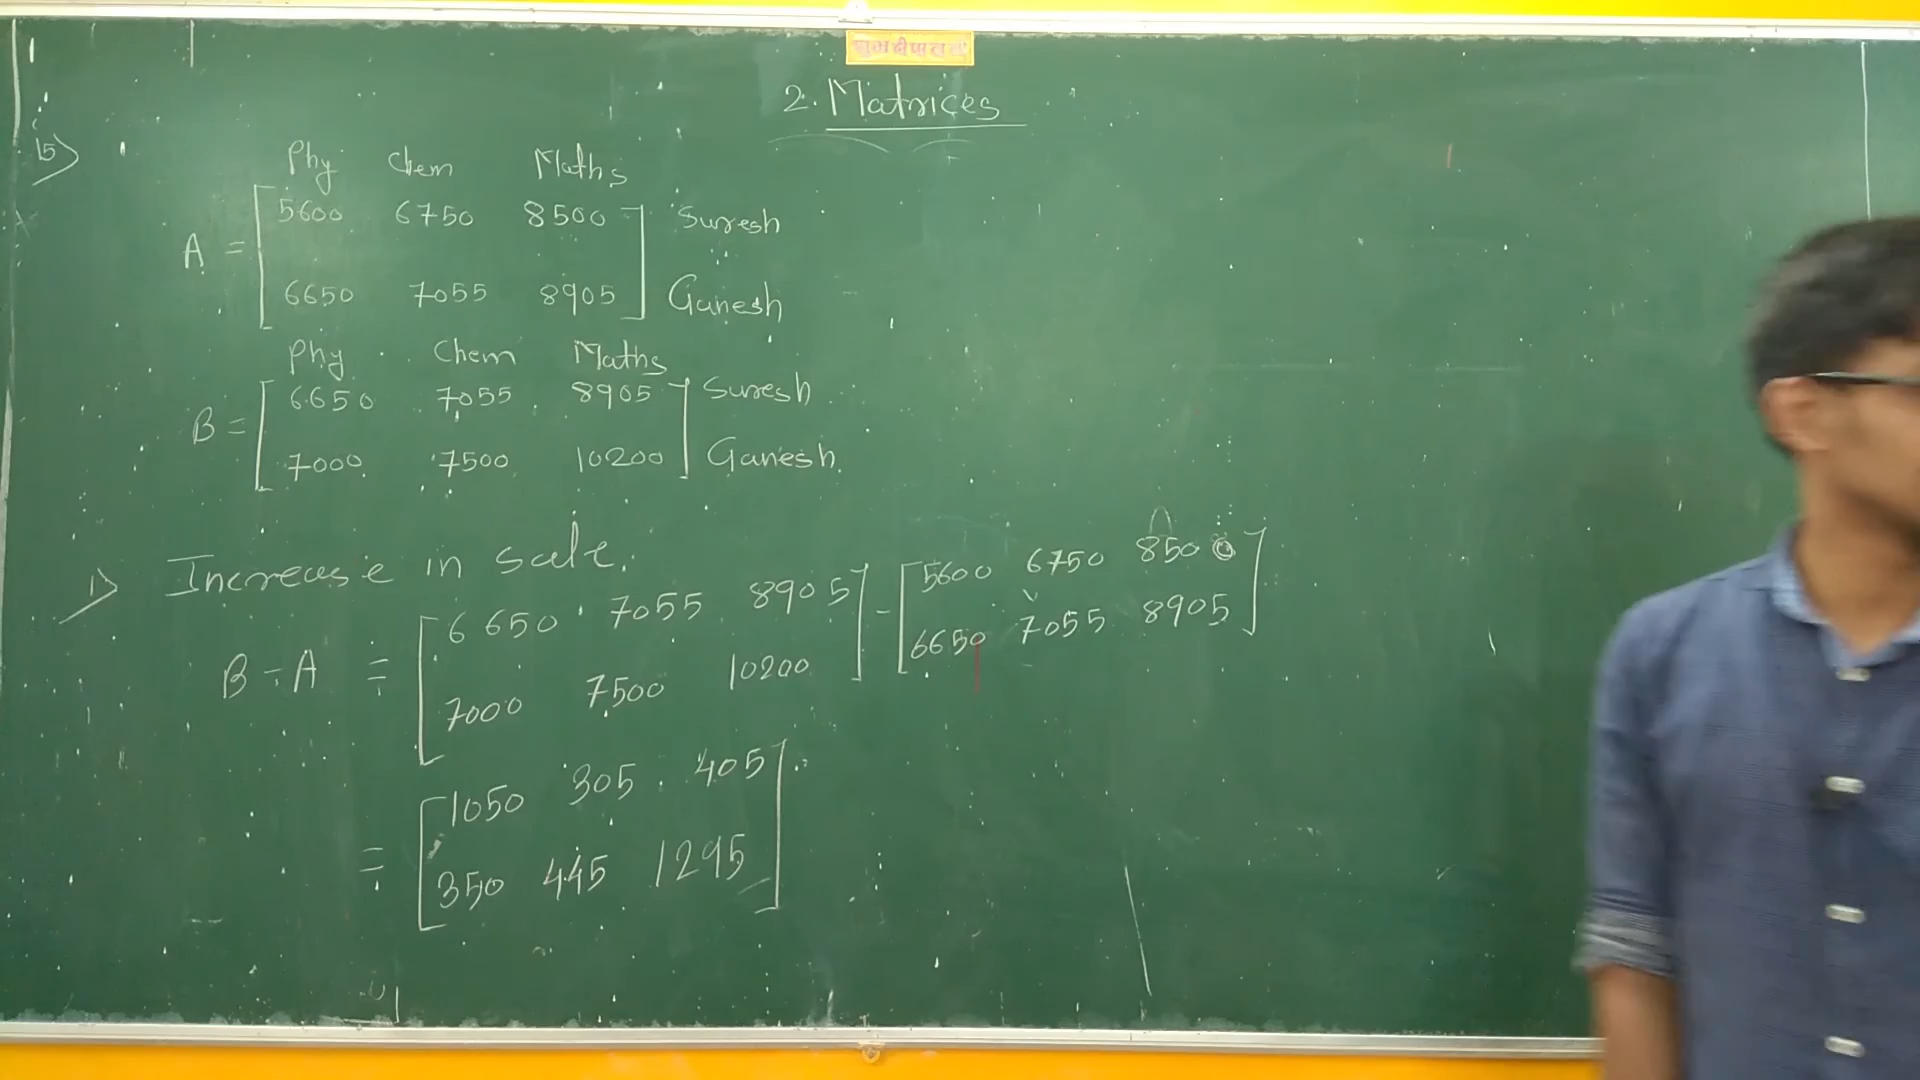 शुभ दीपावली
2. Matrices
15)
Phy Chem Maths
A = [ 5600 6750 8500 ] Suresh
6650 7055 8905 Ganesh
Phy Chem Maths
B = [ 6650 7055 8905 ] Suresh
7000 7500 10200 Ganesh
1) Increase in sale.
B - A = [ 6650 7055 8905 ] - [ 5600 6750 8500 ]
7000 7500 10200 6650 7055 8905
= [ 1050 305 405 ]
350 445 1295